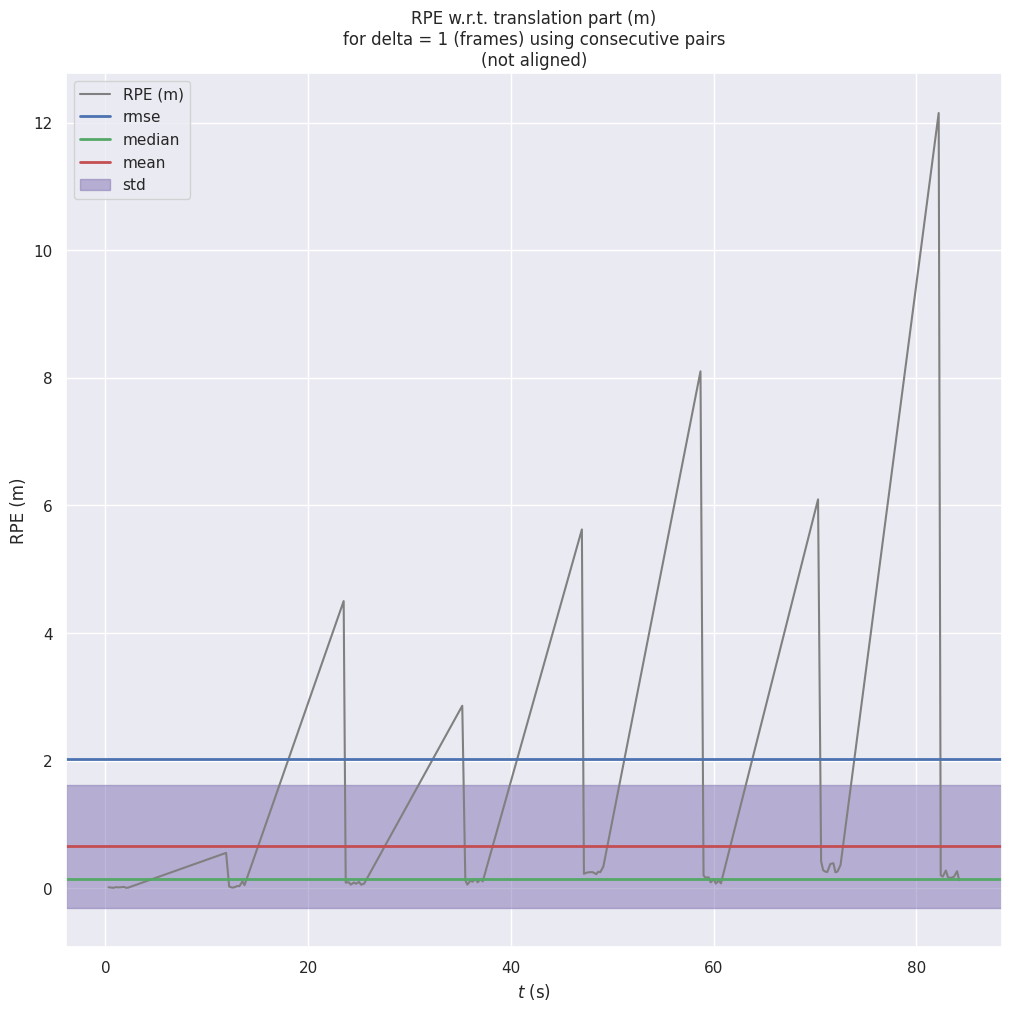 RPE w.r.t. translation part (m)
for delta = 1 (frames) using consecutive pairs
(not aligned)
RPE (m)
rmse
median
mean
std
12
10
8
6
4
2
0
RPE (m)
0 20 40 60 80
t (s)